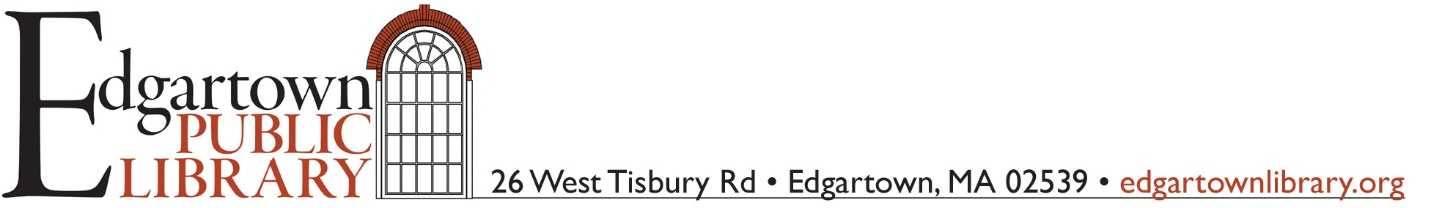 Edgartown
PUBLIC
LIBRARY
26 West Tisbury Rd • Edgartown, MA 02539 • edgartownlibrary.org